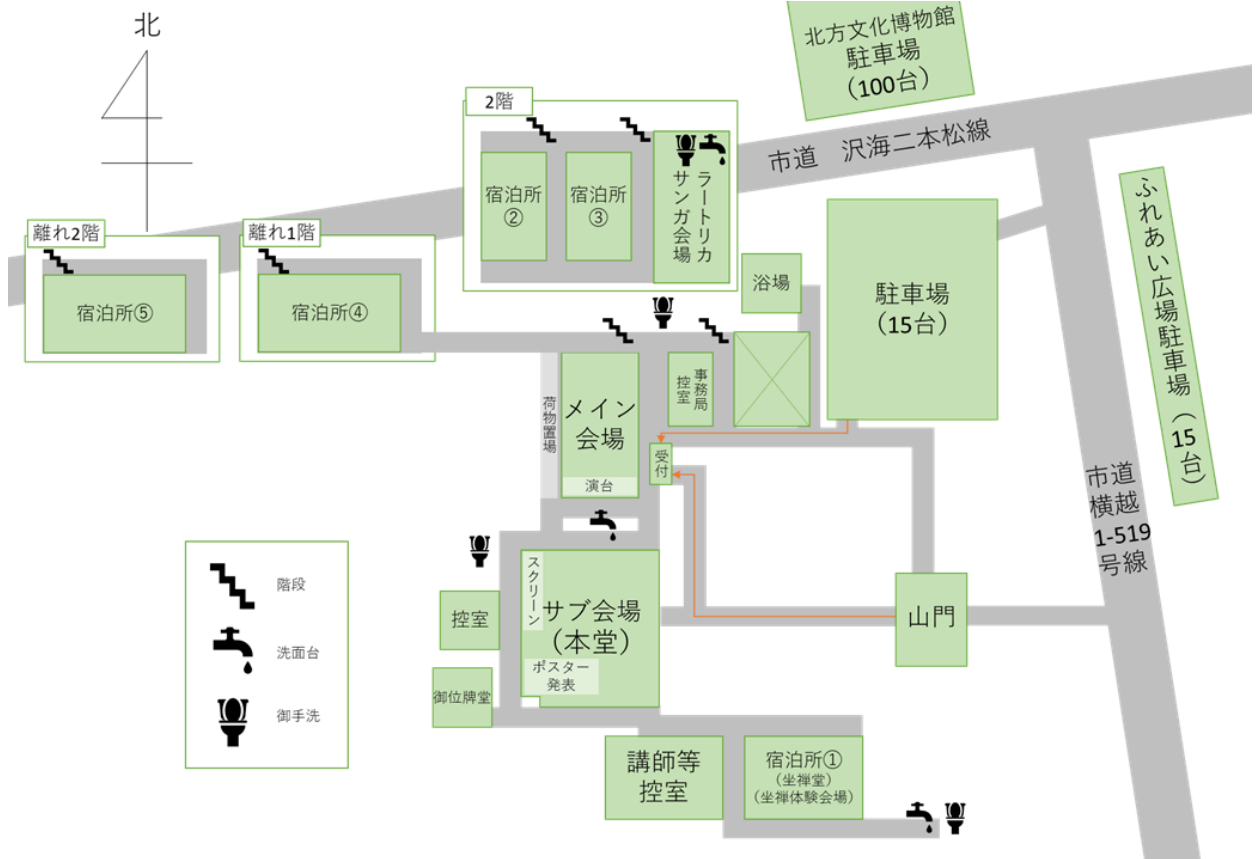 北
北方文化博物館
駐車場
（100台）
市道　沢海二本松線
2階
宿泊所
②
宿泊所
③
ラートリカ
サンガ会場
離れ2階
宿泊所⑤
離れ1階
宿泊所④
浴場
駐車場
（15台）
ふれあい広場駐車場（15台）
市道
横越
1-519
号線
荷物置場
メイン
会場
演台
事務局
控室
受付
スクリーン
サブ会場
（本堂）
ポスター
発表
控室
御位牌堂
山門
講師等
控室
宿泊所①
（坐禅堂）
（坐禅体験会場）
階段
洗面台
御手洗